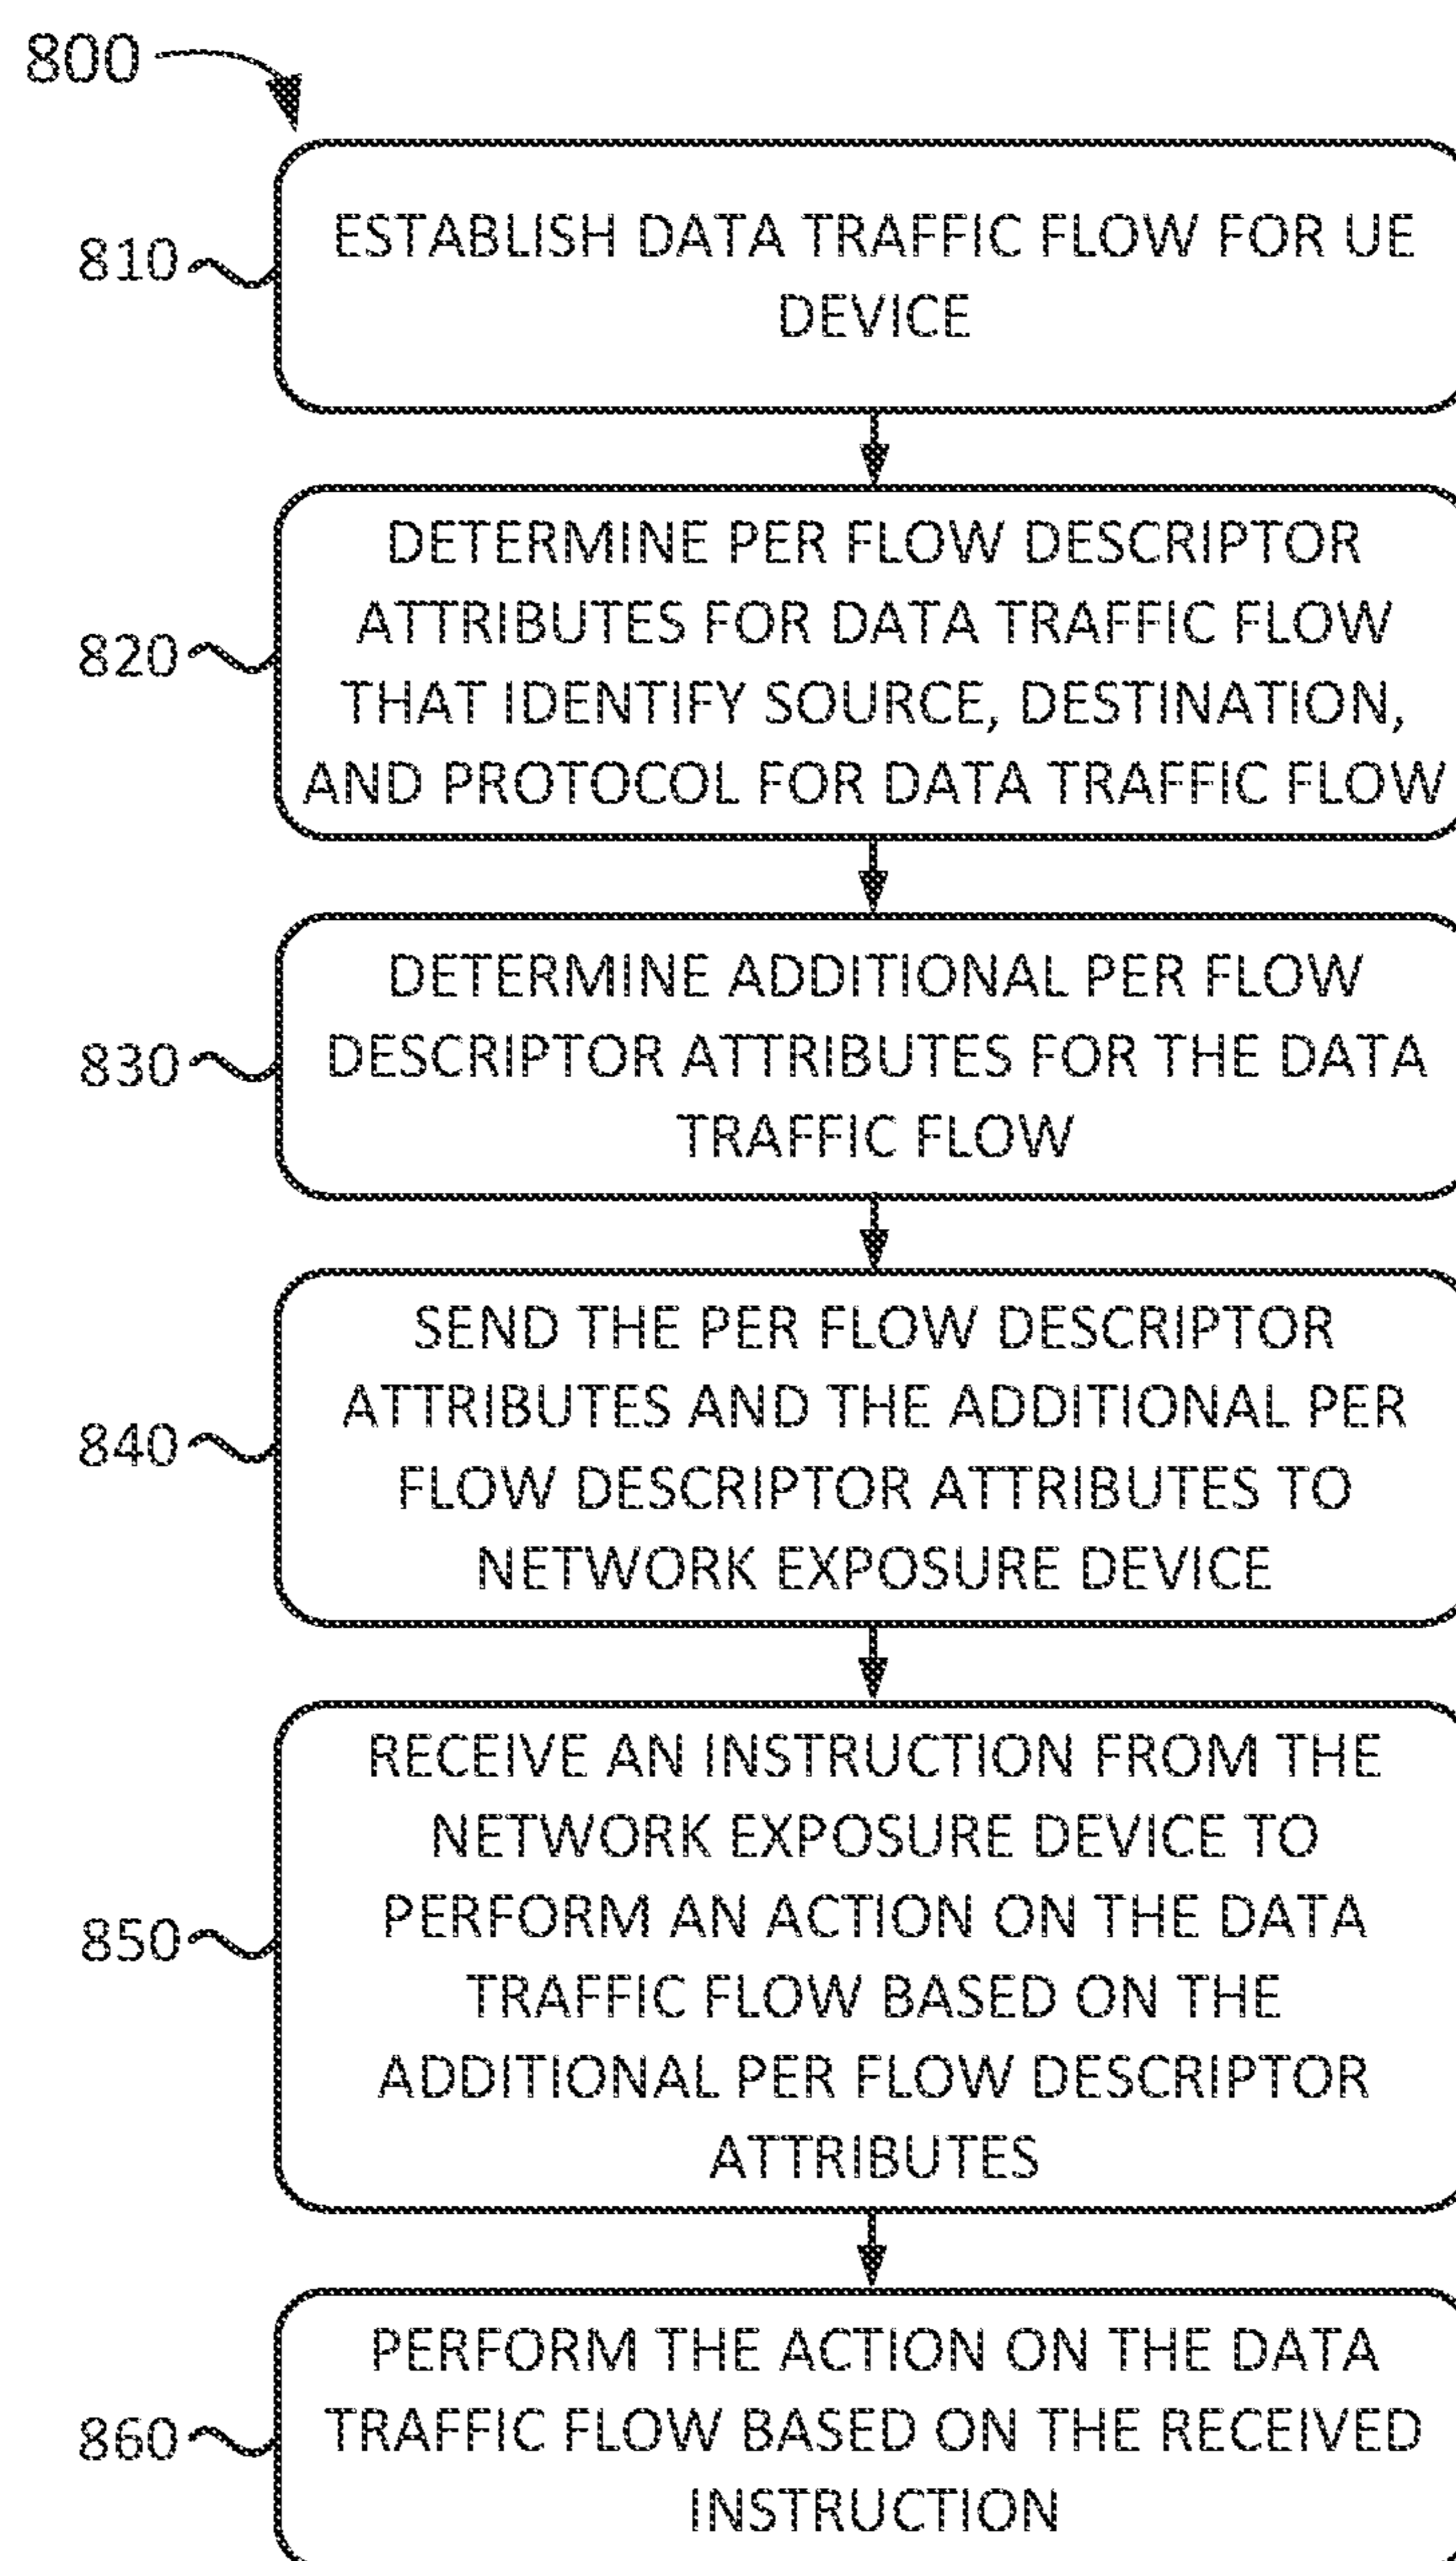 800
810
ESTABLISH DATA TRAFFIC FLOW FOR UE
DEVICE
820
DETERMINE PER FLOW DESCRIPTOR
ATTRIBUTES FOR DATA TRAFFIC FLOW
THAT IDENTIFY SOURCE, DESTINATION,
AND PROTOCOL FOR DATA TRAFFIC FLOW
830
DETERMINE ADDITIONAL PER FLOW
DESCRIPTOR ATTRIBUTES FOR THE DATA
TRAFFIC FLOW
840
SEND THE PER FLOW DESCRIPTOR
ATTRIBUTES AND THE ADDITIONAL PER
FLOW DESCRIPTOR ATTRIBUTES TO
NETWORK EXPOSURE DEVICE
850
RECEIVE AN INSTRUCTION FROM THE
NETWORK EXPOSURE DEVICE TO
PERFORM AN ACTION ON THE DATA
TRAFFIC FLOW BASED ON THE
ADDITIONAL PER FLOW DESCRIPTOR
ATTRIBUTES
860
PERFORM THE ACTION ON THE DATA
TRAFFIC FLOW BASED ON THE RECEIVED
INSTRUCTION